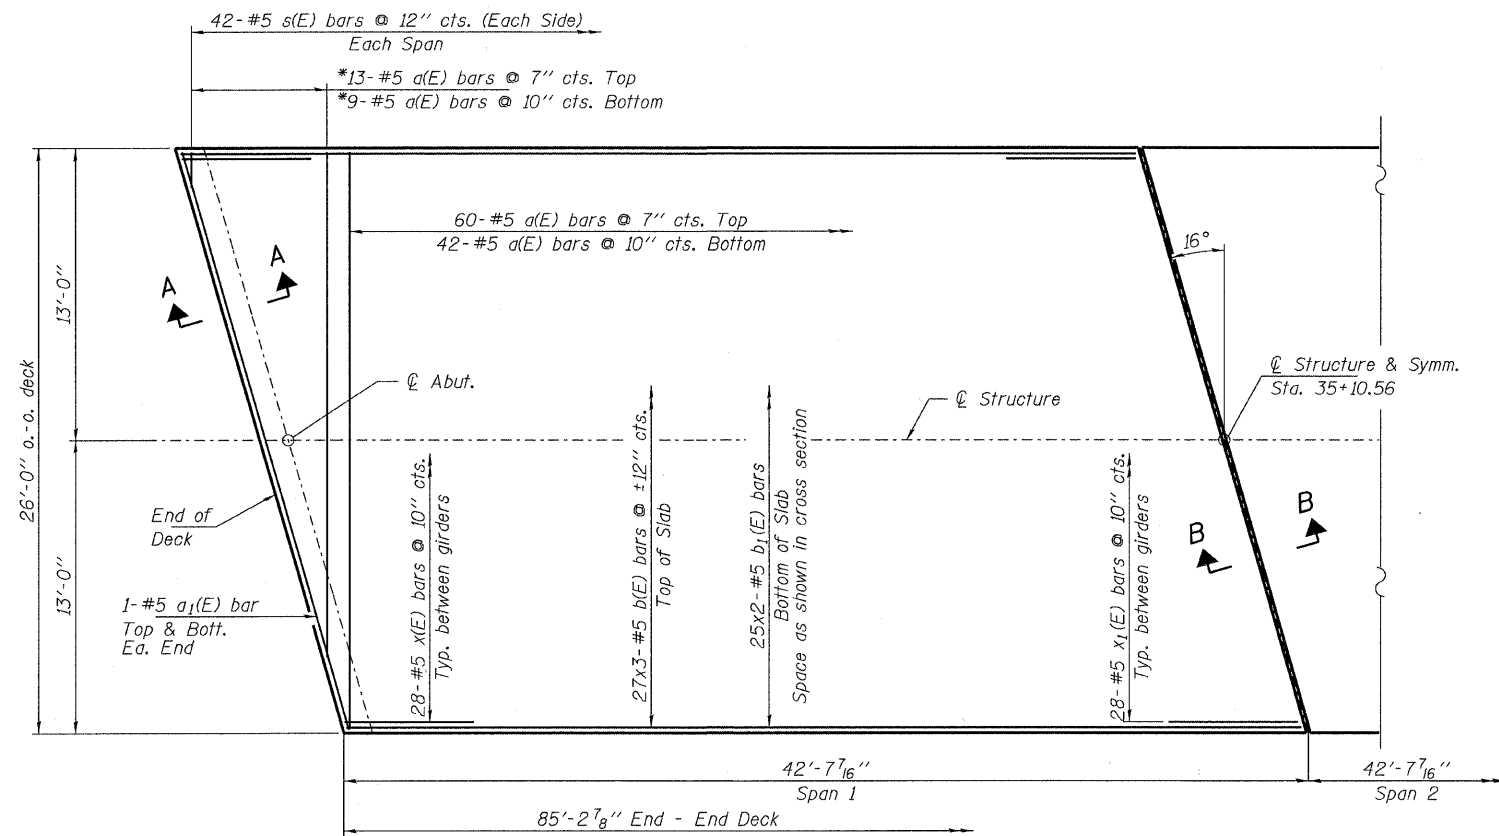 42-#5 s(E) bars @ 12" cts. (Each Side)
Each Span
*13-#5 a(E) bars @ 7" cts. Top
*9-#5 a(E) bars @ 10" cts. Bottom
60-#5 a(E) bars @ 7" cts. Top
42-#5 a(E) bars @ 10" cts. Bottom
16°
A
A
13'-0"
26'-0" o.-o. deck
13'-0"
℄ Abut.
℄ Structure
℄ Structure & Symm.
Sta. 35+10.56
End of
Deck
1-#5 a₁(E) bar
Top & Bott.
Ea. End
28-#5 x(E) bars @ 10" cts.
Typ. between girders
27x3-#5 b(E) bars @ ±12" cts.
Top of Slab
25x2-#5 b₁(E) bars
Bottom of Slab
Space as shown in cross section
28-#5 x₁(E) bars @ 10" cts.
Typ. between girders
B
B
42'-7 7/16"
Span 1
42'-7 7/16"
Span 2
85'-2 7/8" End - End Deck